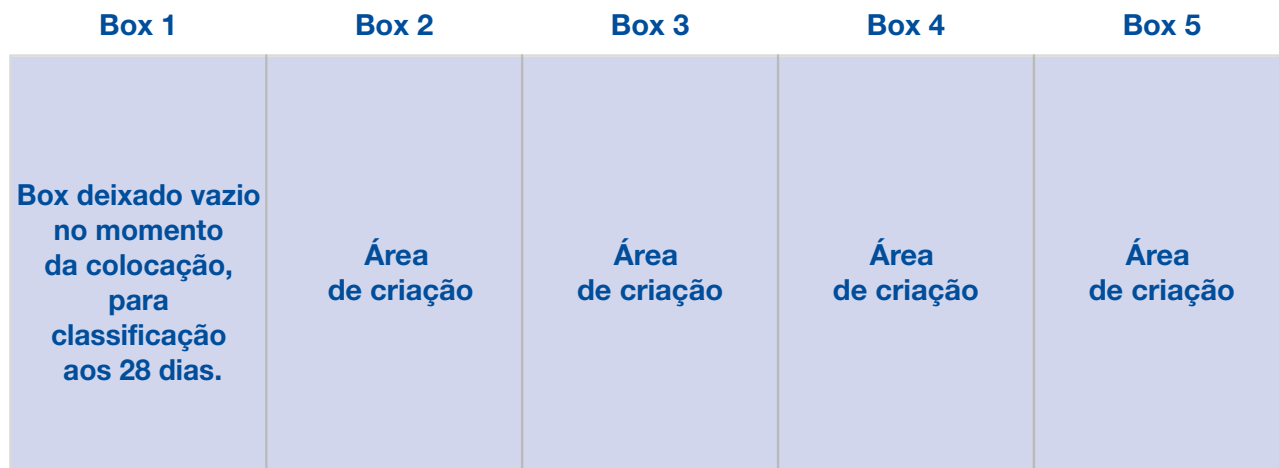 Box 1
Box 2
Box 3
Box 4
Box 5
Box deixado vazio
no momento
da colocação,
para
classificação
aos 28 dias.
Área
de criação
Área
de criação
Área
de criação
Área
de criação